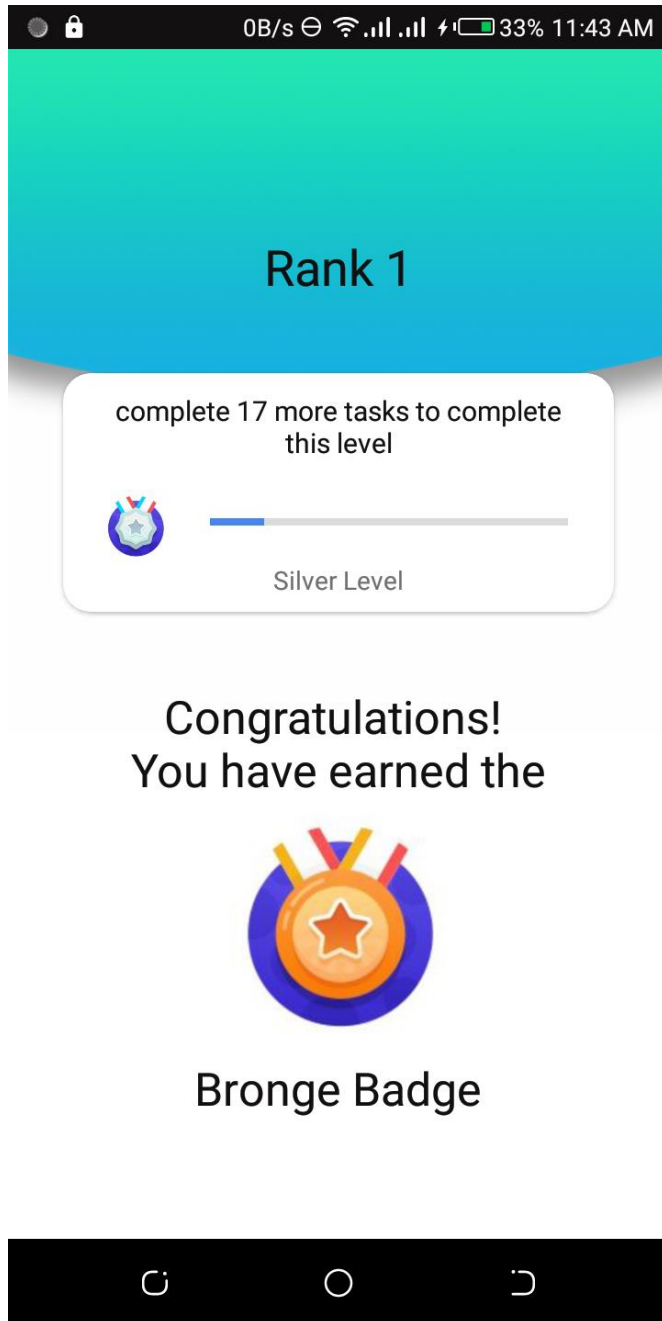 0B/s 33% 11:43 AM
Rank 1
complete 17 more tasks to complete
this level
Silver Level
Congratulations!
You have earned the
Bronge Badge